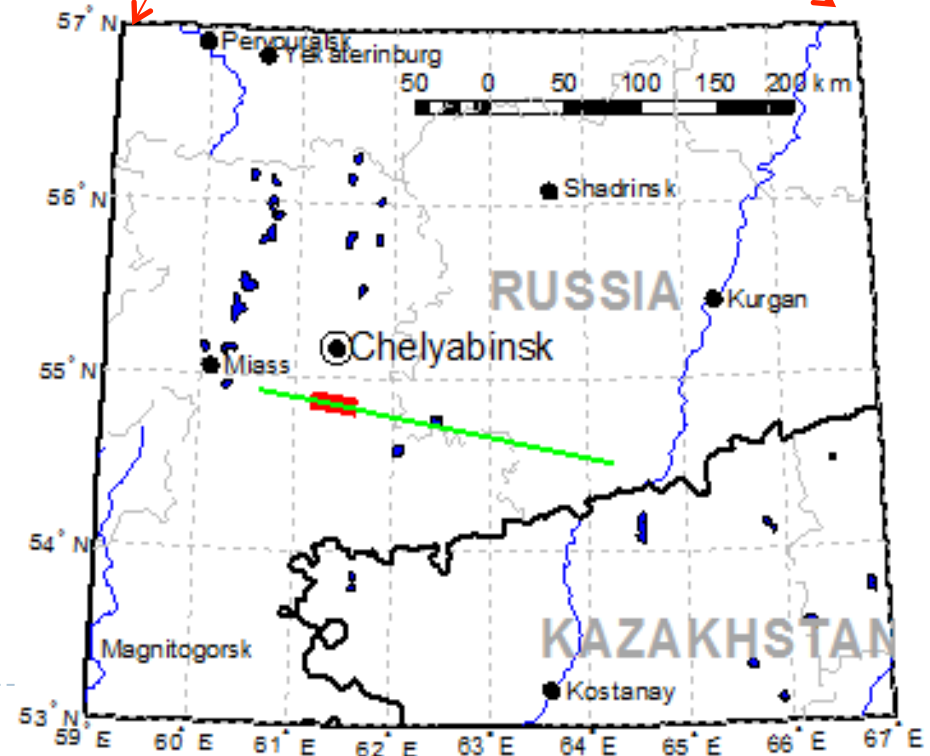 57° N
Pervouralsk
Yekaterinburg
50 0 50 100 150 200 km
56° N
Shadrinsk
RUSSIA
Kurgan
Chelyabinsk
55° N
Miass
54° N
KAZAKHSTAN
Magnitogorsk
Kostanay
53° N
59° E 60° E 61° E 62° E 63° E 64° E 65° E 66° E 67° E